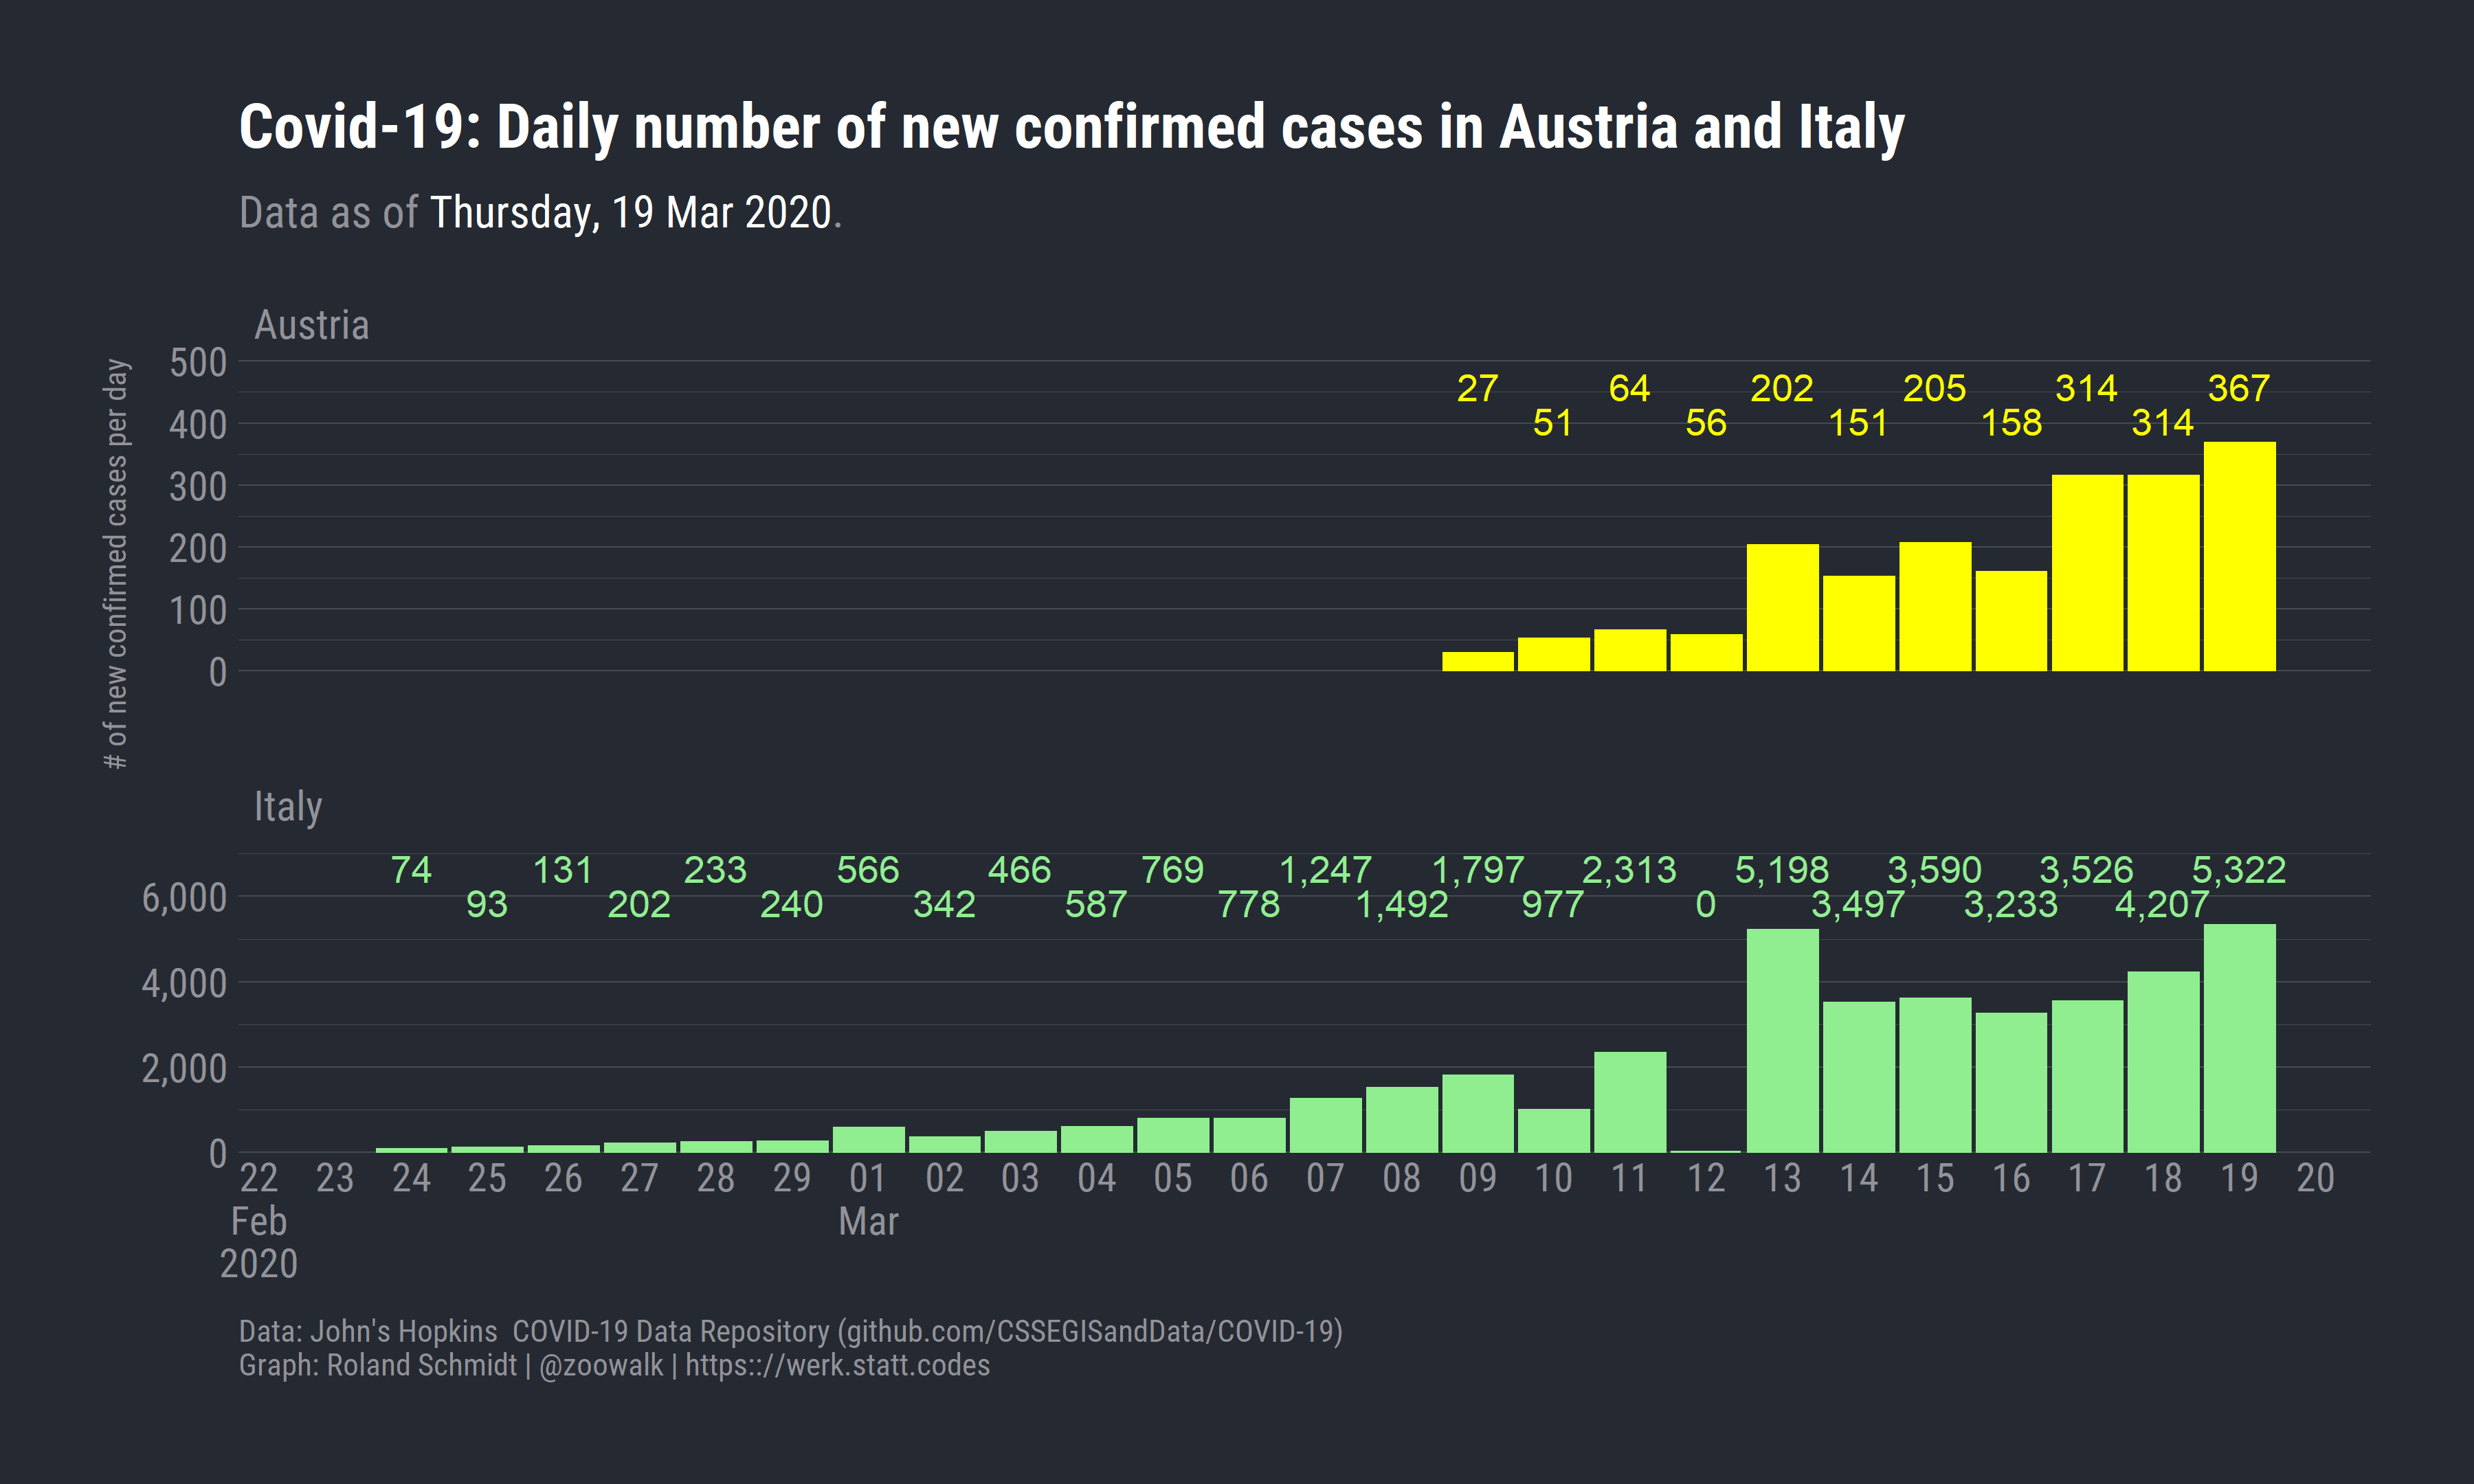 Covid-19: Daily number of new confirmed cases in Austria and Italy
Data as of Thursday, 19 Mar 2020.
# of new confirmed cases per day
Austria
500
400
300
200
100
0
27 64 202 205 314 367
51 56 151 158 314
Italy
6,000
4,000
2,000
0
74 131 233 566 466 769 1,247 1,797 2,313 5,198 3,590 3,526 5,322
93 202 240 342 587 778 1,492 977 0 3,497 3,233 4,207
22 23 24 25 26 27 28 29 01 02 03 04 05 06 07 08 09 10 11 12 13 14 15 16 17 18 19 20
Feb Mar
2020
Data: John's Hopkins  COVID-19 Data Repository (github.com/CSSEGISandData/COVID-19)
Graph: Roland Schmidt | @zoowalk | https:://werk.statt.codes